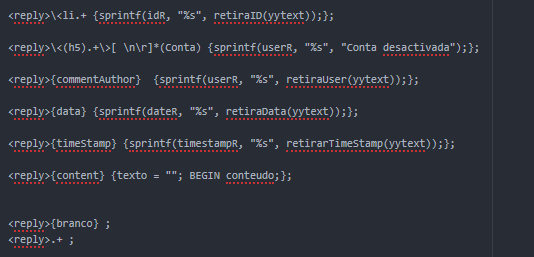 <reply>\<li.+ {sprintf(idR, "%s", retiraID(yytext));};
<reply>\<(h5).+\>[ \n\r]*(Conta) {sprintf(userR, "%s", "Conta desactivada");};
<reply>{commentAuthor}  {sprintf(userR, "%s", retiraUser(yytext));};
<reply>{data} {sprintf(dateR, "%s", retiraData(yytext));};
<reply>{timeStamp} {sprintf(timestampR, "%s", retirarTimeStamp(yytext));};
<reply>{content} {texto = ""; BEGIN conteudo;};
<reply>{branco} ;
<reply>.+ ;